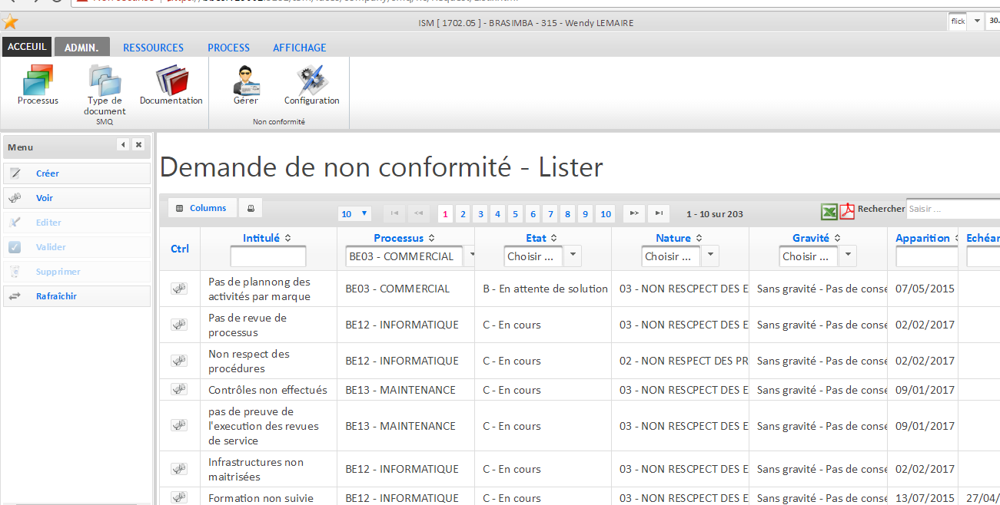 ISM [ 1702.05 ] - BRASIMBA - 315 - Wendy LEMAIRE
flick
30.
ACCEUIL ADMIN. RESSOURCES PROCESS AFFICHAGE
Processus
Type de document
Documentation
SMQ
Gérer
Configuration
Non conformité
Menu
Créer
Voir
Editer
Valider
Supprimer
Rafraîchir
Demande de non conformité - Lister
Columns 10 1 2 3 4 5 6 7 8 9 10 1 - 10 sur 203 Rechercher Saisir ...
Ctrl Intitulé Processus Etat Nature Gravité Apparition Echéar
BE03 - COMMERCIAL Choisir ... Choisir ... Choisir ...
Pas de plannong des activités par marque BE03 - COMMERCIAL B - En attente de solution 03 - NON RESCPECT DES E Sans gravité - Pas de conse 07/05/2015
Pas de revue de processus BE12 - INFORMATIQUE C - En cours 03 - NON RESCPECT DES E Sans gravité - Pas de conse 02/02/2017
Non respect des procédures BE12 - INFORMATIQUE C - En cours 02 - NON RESPECT DES PR Sans gravité - Pas de conse 02/02/2017
Contrôles non effectués BE13 - MAINTENANCE C - En cours 03 - NON RESCPECT DES E Sans gravité - Pas de conse 09/01/2017
pas de preuve de l'execution des revues de service BE13 - MAINTENANCE C - En cours 03 - NON RESCPECT DES E Sans gravité - Pas de conse 09/01/2017
Infrastructures non maitrisées BE12 - INFORMATIQUE C - En cours 03 - NON RESCPECT DES E Sans gravité - Pas de conse 02/02/2017
Formation non suivie BE12 - INFORMATIQUE C - En cours 03 - NON RESCPECT DES E Sans gravité - Pas de conse 13/07/2015 27/04/